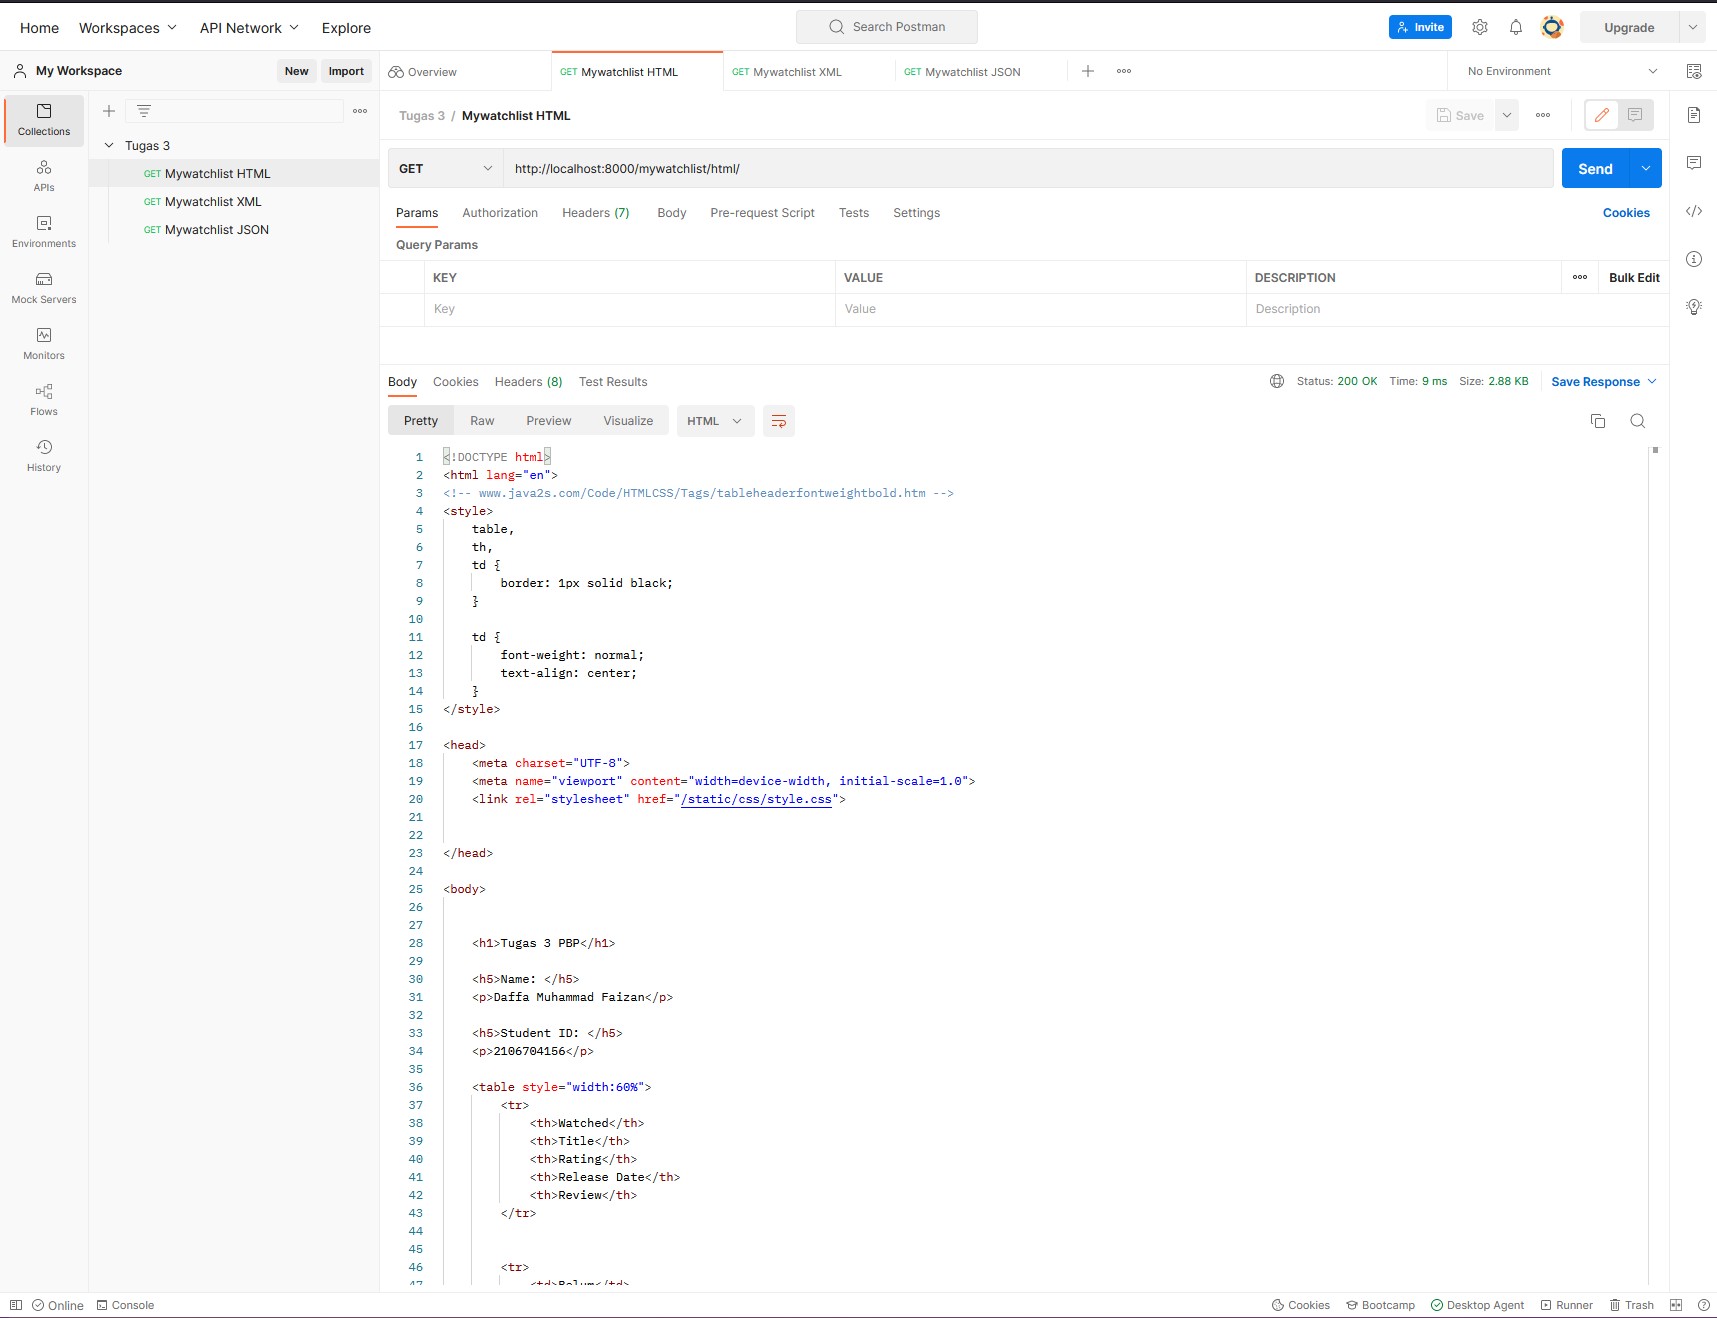 Home Workspaces API Network Explore Search Postman Invite Upgrade
My Workspace New Import Overview GET Mywatchlist HTML GET Mywatchlist XML GET Mywatchlist JSON No Environment
Collections
APIs
Environments
Mock Servers
Monitors
Flows
History
Tugas 3
GET Mywatchlist HTML
GET Mywatchlist XML
GET Mywatchlist JSON
Tugas 3 / Mywatchlist HTML Save
GET http://localhost:8000/mywatchlist/html/ Send
Params Authorization Headers (7) Body Pre-request Script Tests Settings Cookies
Query Params
KEY VALUE DESCRIPTION Bulk Edit
Key Value Description
Body Cookies Headers (8) Test Results Status: 200 OK Time: 9 ms Size: 2.88 KB Save Response
Pretty Raw Preview Visualize HTML
1 <!DOCTYPE html>
2 <html lang="en">
3 <!-- www.java2s.com/Code/HTMLCSS/Tags/tableheaderfontweightbold.htm -->
4 <style>
5 table,
6 th,
7 td {
8 border: 1px solid black;
9 }
10
11 td {
12 font-weight: normal;
13 text-align: center;
14 }
15 </style>
16
17 <head>
18 <meta charset="UTF-8">
19 <meta name="viewport" content="width=device-width, initial-scale=1.0">
20 <link rel="stylesheet" href="/static/css/style.css">
21
22
23 </head>
24
25 <body>
26
27
28 <h1>Tugas 3 PBP</h1>
29
30 <h5>Name: </h5>
31 <p>Daffa Muhammad Faizan</p>
32
33 <h5>Student ID: </h5>
34 <p>2106704156</p>
35
36 <table style="width:60%">
37 <tr>
38 <th>Watched</th>
39 <th>Title</th>
40 <th>Rating</th>
41 <th>Release Date</th>
42 <th>Review</th>
43 </tr>
44
45
46 <tr>
47 <td>Belum</td>
Online Console Cookies Bootcamp Desktop Agent Runner Trash